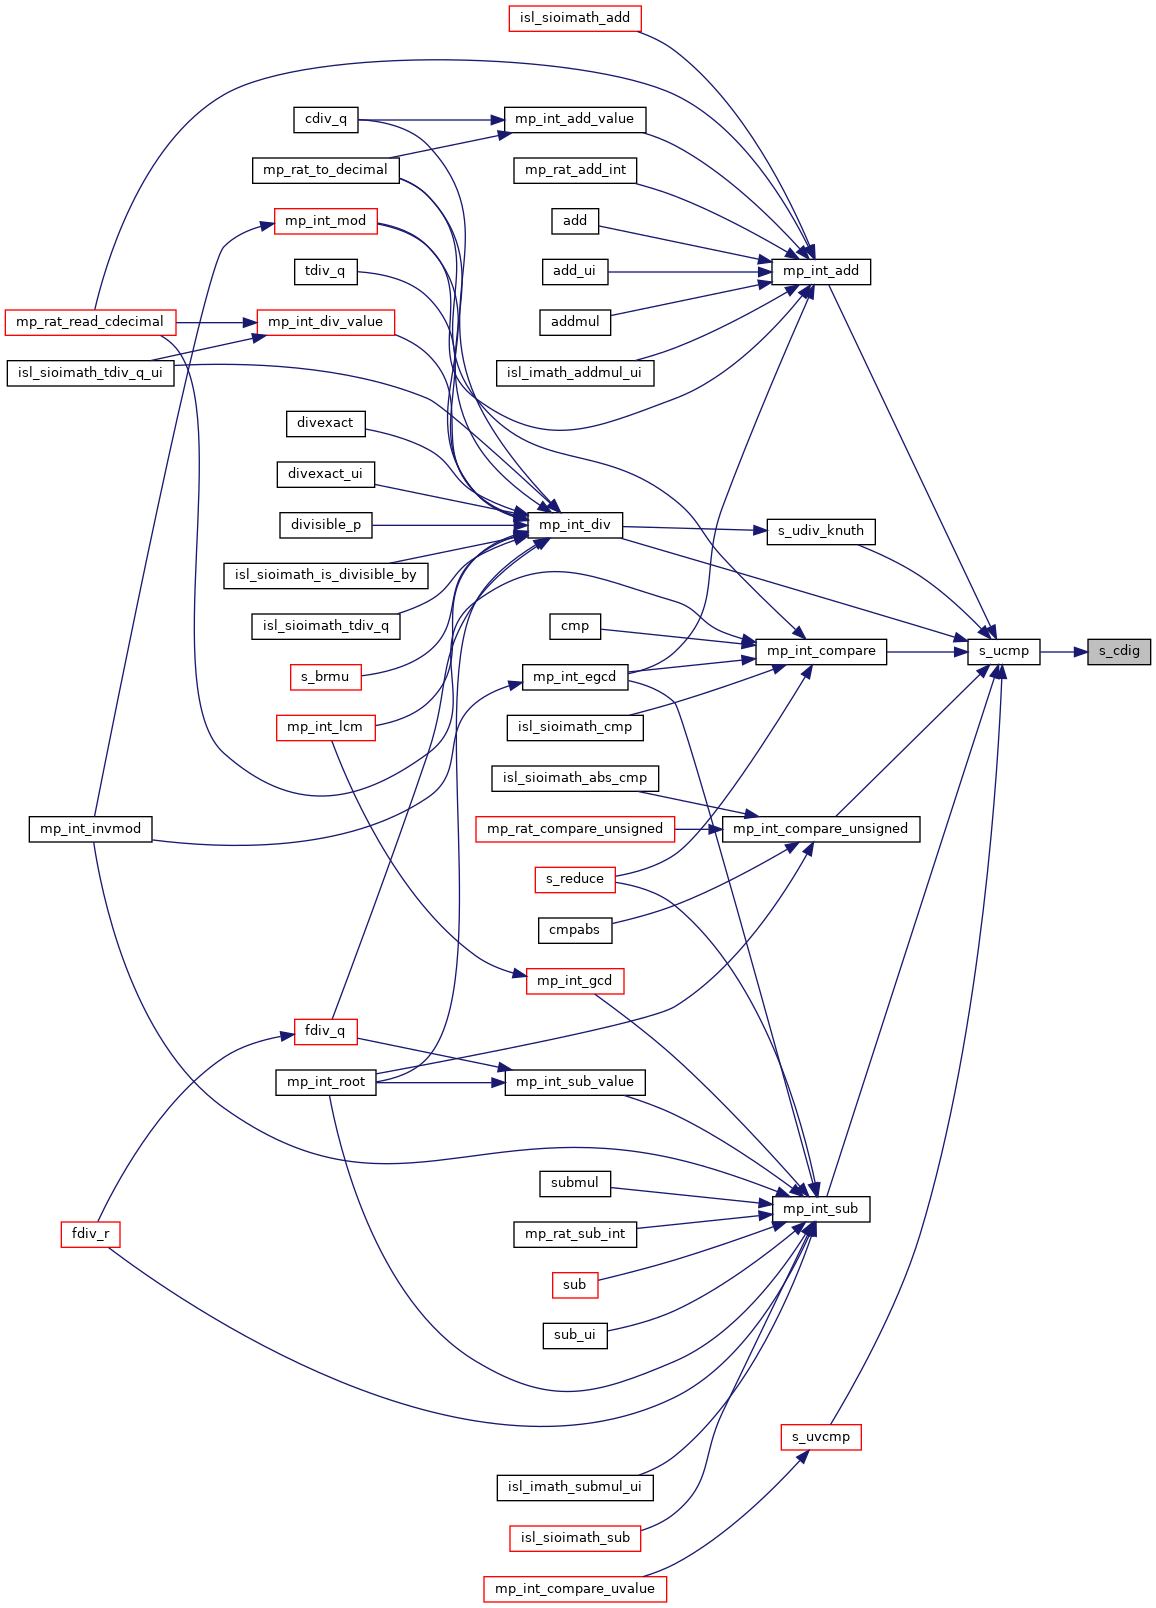 isl_sioimath_add
cdiv_q
mp_int_add_value
mp_rat_to_decimal
mp_rat_add_int
mp_int_mod
add
tdiv_q
add_ui
mp_int_add
mp_rat_read_cdecimal
mp_int_div_value
addmul
isl_sioimath_tdiv_q_ui
isl_imath_addmul_ui
divexact
divexact_ui
divisible_p
mp_int_div
s_udiv_knuth
isl_sioimath_is_divisible_by
isl_sioimath_tdiv_q
cmp
mp_int_compare
s_ucmp
s_cdig
s_brmu
mp_int_egcd
mp_int_lcm
isl_sioimath_cmp
isl_sioimath_abs_cmp
mp_int_invmod
mp_rat_compare_unsigned
mp_int_compare_unsigned
s_reduce
cmpabs
mp_int_gcd
fdiv_q
mp_int_root
mp_int_sub_value
submul
mp_int_sub
fdiv_r
mp_rat_sub_int
sub
sub_ui
s_uvcmp
isl_imath_submul_ui
isl_sioimath_sub
mp_int_compare_uvalue